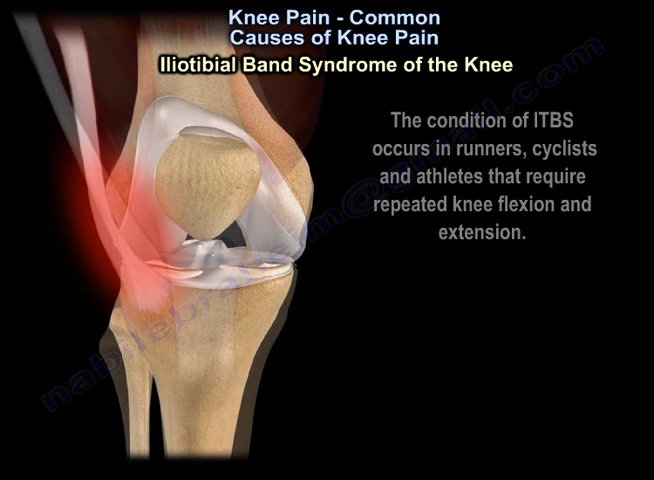 Knee Pain - Common
Causes of Knee Pain
Iliotibial Band Syndrome of the Knee
The condition of ITBS
occurs in runners, cyclists
and athletes that require
repeated knee flexion and
extension.